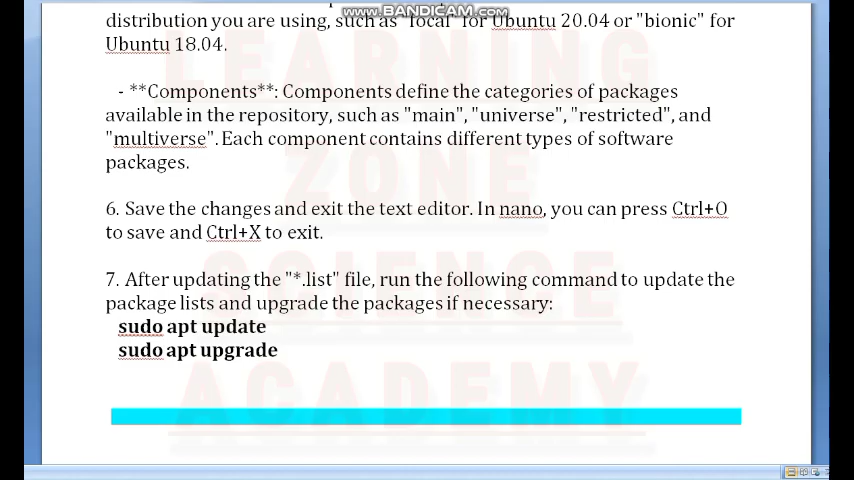 www.BANDICAM.com
distribution you are using, such as "focal" for Ubuntu 20.04 or "bionic" for
Ubuntu 18.04.
- **Components**: Components define the categories of packages
available in the repository, such as "main", "universe", "restricted", and
"multiverse". Each component contains different types of software
packages.
6. Save the changes and exit the text editor. In nano, you can press Ctrl+O
to save and Ctrl+X to exit.
7. After updating the "*.list" file, run the following command to update the
package lists and upgrade the packages if necessary:
sudo apt update
sudo apt upgrade
LEARNING
ZONE
SCIENCE
ACADEMY